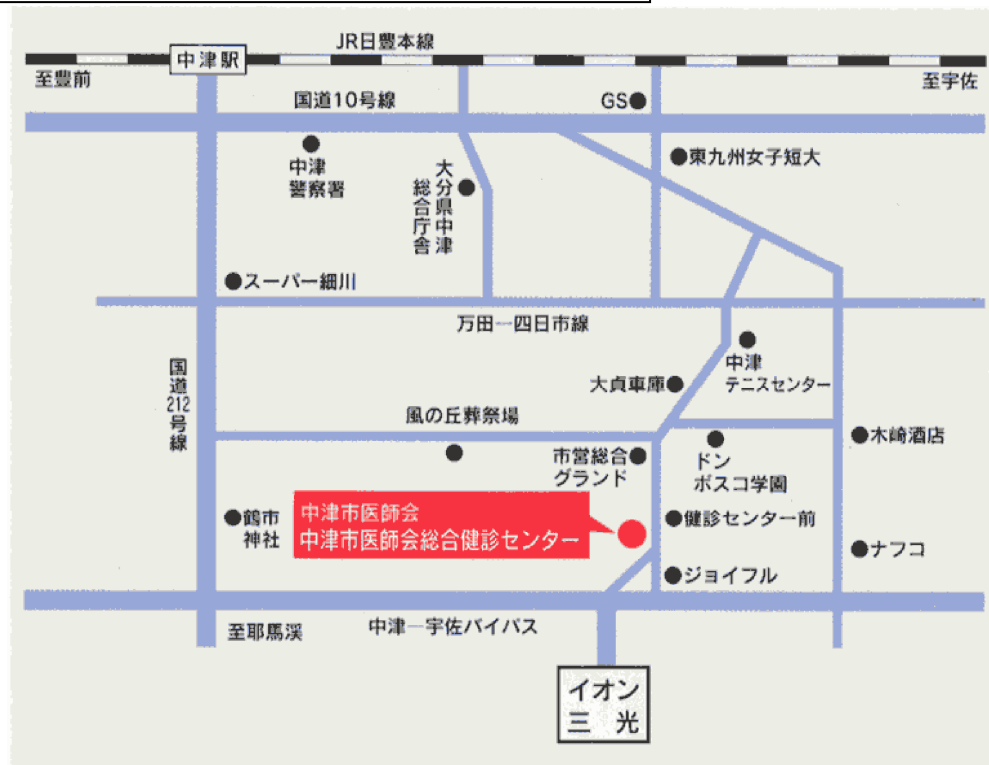 JR日豊本線
中津駅
至豊前
至宇佐
国道10号線
GS
中津
警察署
大分県中津
総合庁舎
東九州女子短大
スーパー細川
万田―四日市線
国道212号線
中津
テニスセンター
大貞車庫
風の丘葬祭場
木崎酒店
市営総合
グランド
ドン
ボスコ学園
鶴市
神社
中津市医師会
中津市医師会総合健診センター
健診センター前
ナフコ
ジョイフル
至耶馬渓
中津―宇佐バイパス
イオン
三 光